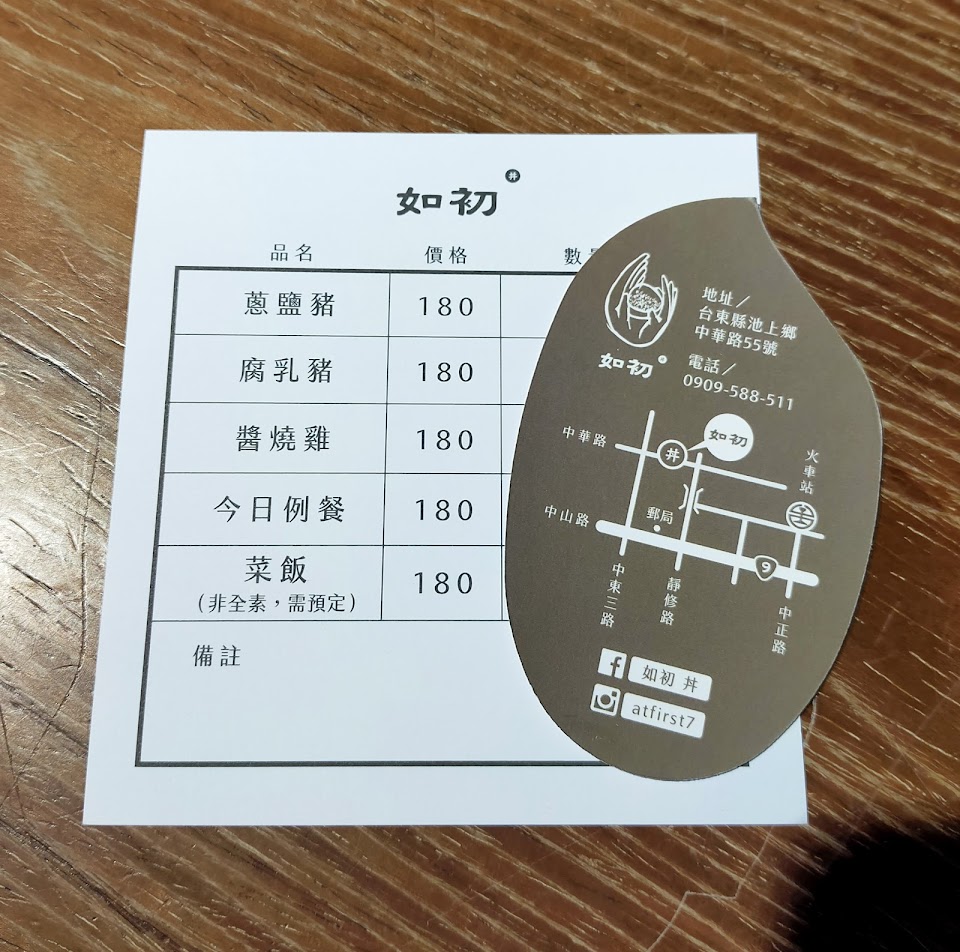 如初 丼
品名 價格 數
蔥鹽豬 180
腐乳豬 180
醬燒雞 180
今日例餐 180
菜飯 180
(非全素，需預定)
備註
如初
地址／
台東縣池上鄉
中華路55號
電話／
0909-588-511
中華路
丼
如初
火車站
中山路
郵局
9
中東三路
靜修路
中正路
如初 丼
atfirst7